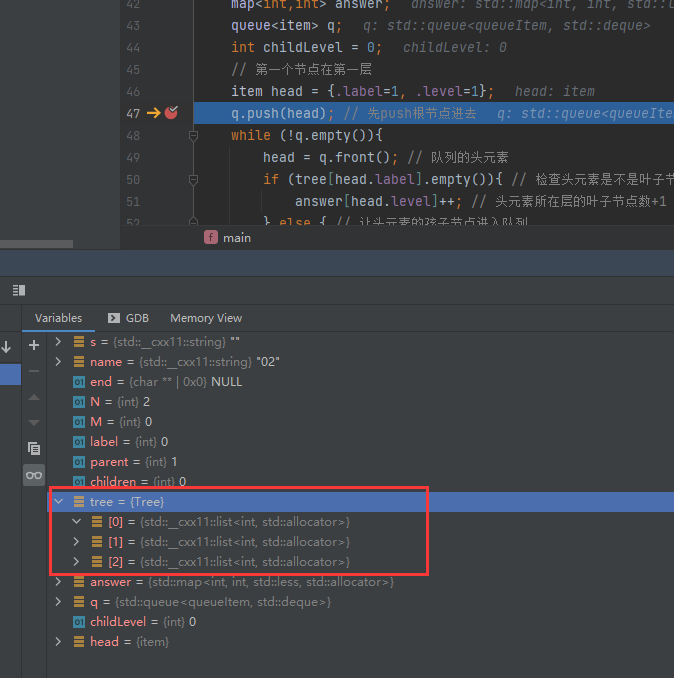 42 map<int,int> answer; answer: std::map<int, int, std::l
43 queue<item> q; q: std::queue<queueItem, std::deque>
44 int childLevel = 0; childLevel: 0
45 // 第一个节点在第一层
46 item head = {.label=1, .level=1}; head: item
47 q.push(head); // 先push根节点进去 q: std::queue<queueItem
48 while (!q.empty()){
49 head = q.front(); // 队列的头元素
50 if (tree[head.label].empty()){ // 检查头元素是不是叶子节
51 answer[head.level]++; // 头元素所在层的叶子节点数+1
52 } else { // 让头元素的孩子节点进入队列
f main
Variables GDB Memory View
s = {std::__cxx11::string} ""
name = {std::__cxx11::string} "02"
01 end = {char ** | 0x0} NULL
01 N = {int} 2
01 M = {int} 0
01 label = {int} 0
01 parent = {int} 1
01 children = {int} 0
tree = {Tree}
[0] = {std::__cxx11::list<int, std::allocator>}
[1] = {std::__cxx11::list<int, std::allocator>}
[2] = {std::__cxx11::list<int, std::allocator>}
answer = {std::map<int, int, std::less, std::allocator>}
q = {std::queue<queueItem, std::deque>}
01 childLevel = {int} 0
head = {item}